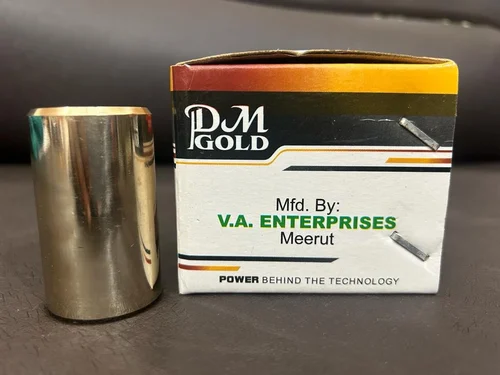 DM
GOLD
Mfd. By:
V.A. ENTERPRISES
Meerut
POWER BEHIND THE TECHNOLOGY